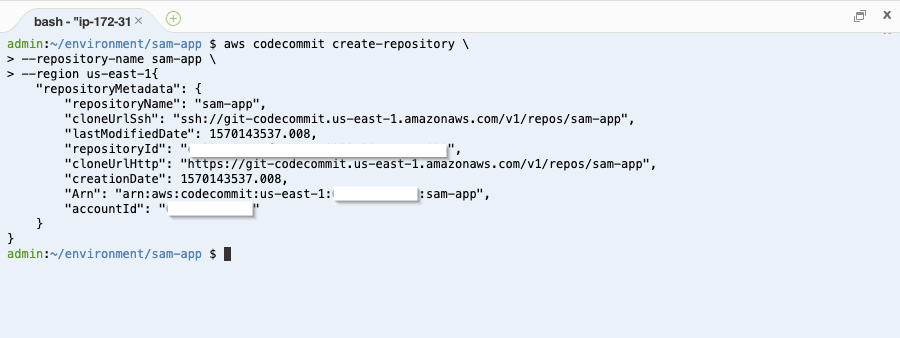 bash - "ip-172-31
admin:~/environment/sam-app $ aws codecommit create-repository \
> --repository-name sam-app \
> --region us-east-1{
    "repositoryMetadata": {
        "repositoryName": "sam-app",
        "cloneUrlSsh": "ssh://git-codecommit.us-east-1.amazonaws.com/v1/repos/sam-app",
        "lastModifiedDate": 1570143537.008,
        "repositoryId": "",
        "cloneUrlHttp": "https://git-codecommit.us-east-1.amazonaws.com/v1/repos/sam-app",
        "creationDate": 1570143537.008,
        "Arn": "arn:aws:codecommit:us-east-1::sam-app",
        "accountId": ""
    }
}
admin:~/environment/sam-app $